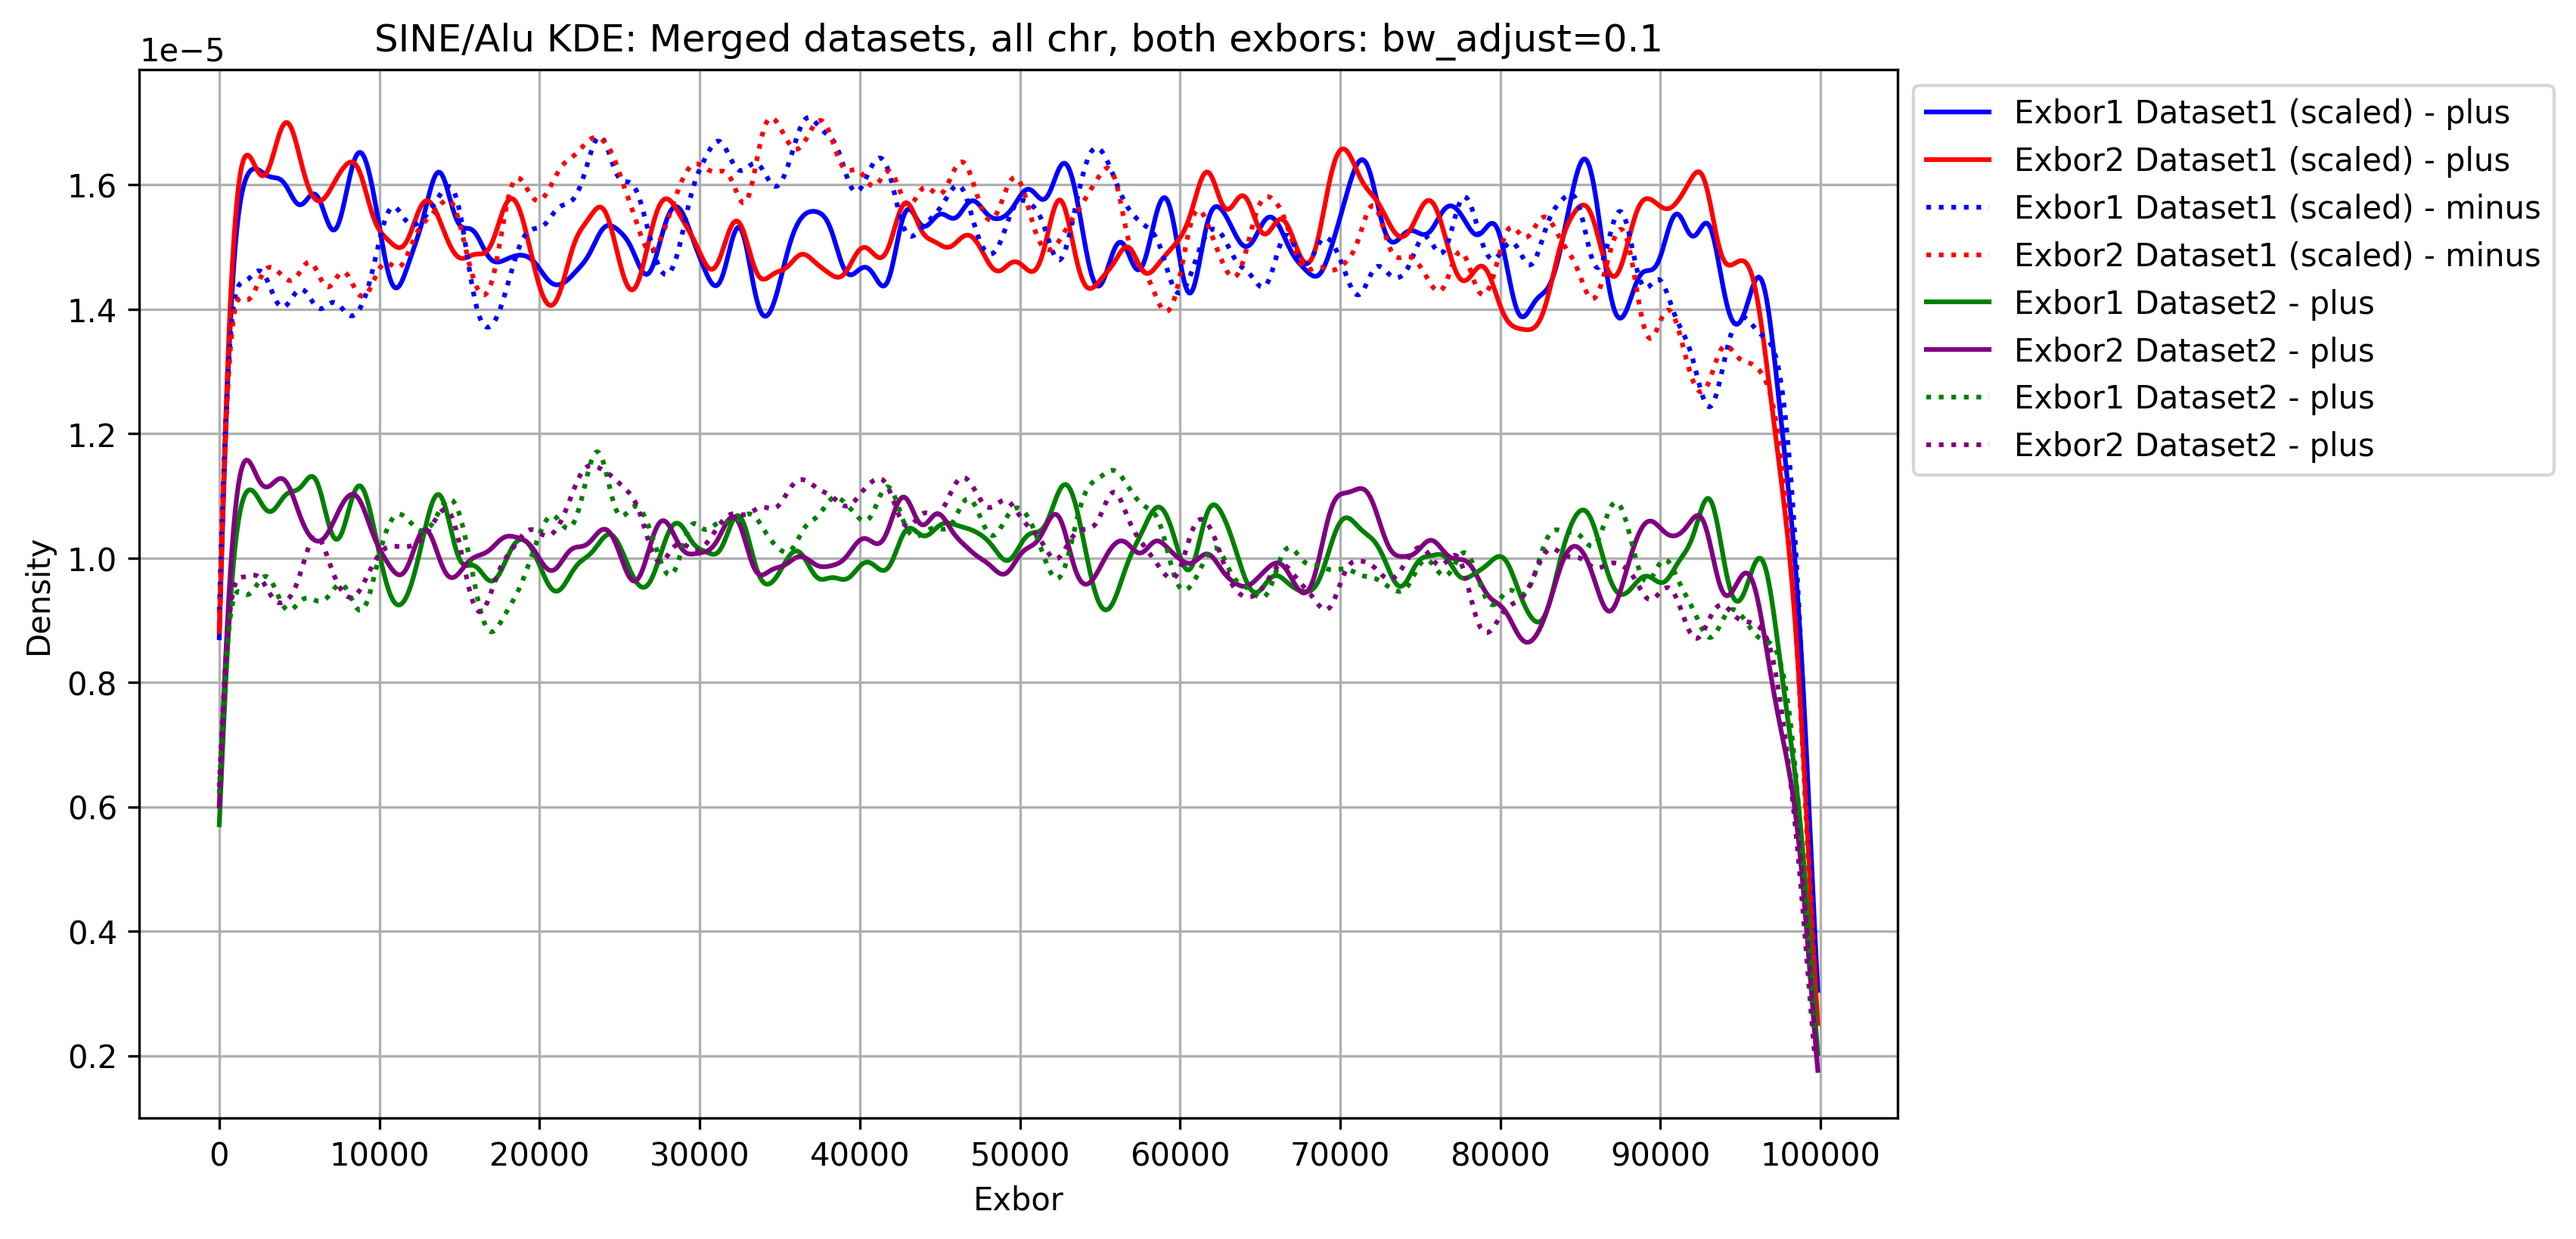 SINE/Alu KDE: Merged datasets, all chr, both exbors: bw_adjust=0.1
1e−5
1.6
1.4
1.2
1.0
0.8
0.6
0.4
0.2
Density
0 10000 20000 30000 40000 50000 60000 70000 80000 90000 100000
Exbor
Exbor1 Dataset1 (scaled) - plus
Exbor2 Dataset1 (scaled) - plus
Exbor1 Dataset1 (scaled) - minus
Exbor2 Dataset1 (scaled) - minus
Exbor1 Dataset2 - plus
Exbor2 Dataset2 - plus
Exbor1 Dataset2 - plus
Exbor2 Dataset2 - plus